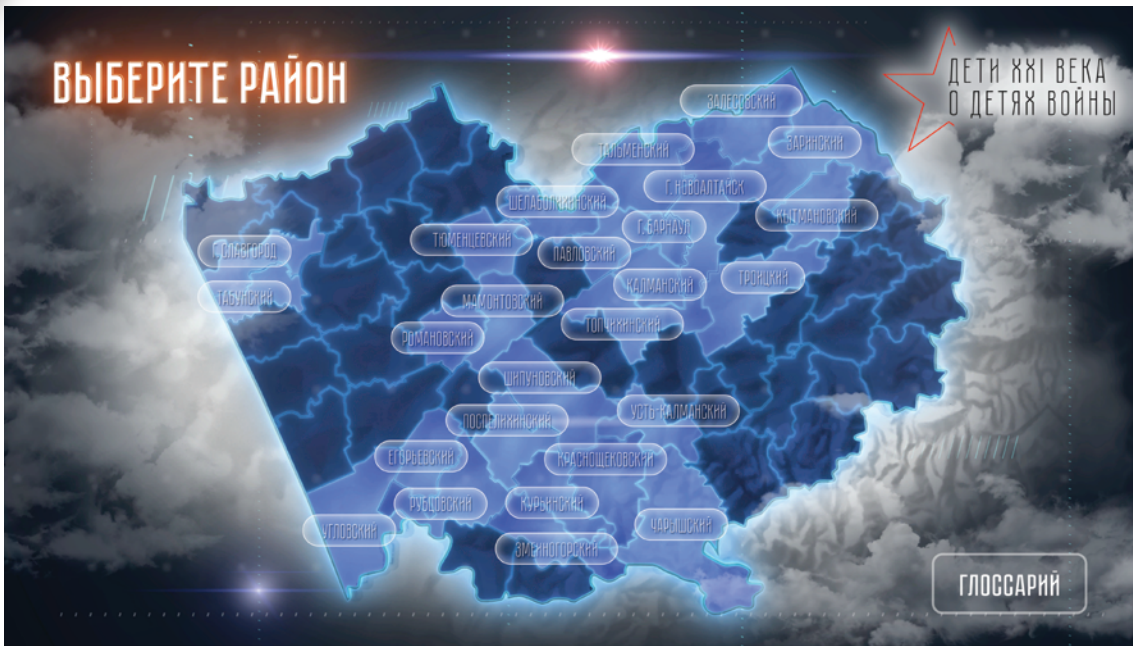 ВЫБЕРИТЕ РАЙОН
ДЕТИ XXI ВЕКА
О ДЕТЯХ ВОЙНЫ
ЗАЛЕСОВСКИЙ
ТАЛЬМЕНСКИЙ
ЗАРИНСКИЙ
Г. НОВОАЛТАЙСК
ШЕЛАБОЛИХИНСКИЙ
КЫТМАНОВСКИЙ
Г. БАРНАУЛ
ТЮМЕНЦЕВСКИЙ
Г. СЛАВГОРОД
ПАВЛОВСКИЙ
ТРОИЦКИЙ
КАЛМАНСКИЙ
ТАБУНСКИЙ
МАМОНТОВСКИЙ
ТОПЧИХИНСКИЙ
РОМАНОВСКИЙ
ШИПУНОВСКИЙ
УСТЬ-КАЛМАНСКИЙ
ПОСПЕЛИХИНСКИЙ
ЕГОРЬЕВСКИЙ
КРАСНОЩЕКОВСКИЙ
РУБЦОВСКИЙ
КУРЬИНСКИЙ
ЧАРЫШСКИЙ
УГЛОВСКИЙ
ЗМЕИНОГОРСКИЙ
ГЛОССАРИЙ